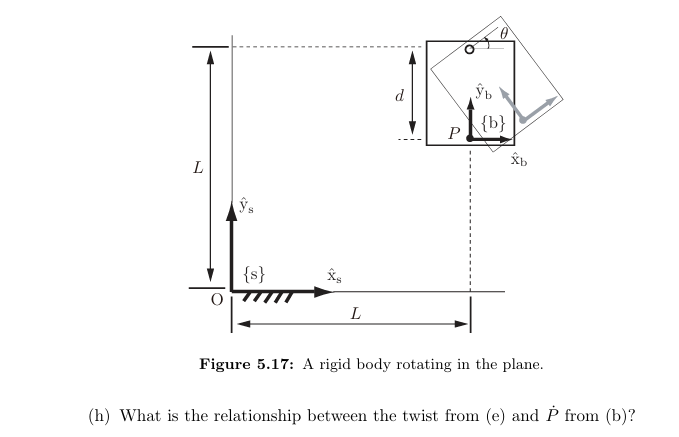 θ
d
ŷb
P
{b}
x̂b
L
ŷs
{s}
x̂s
O
L
Figure 5.17: A rigid body rotating in the plane.
(h) What is the relationship between the twist from (e) and Ṗ from (b)?